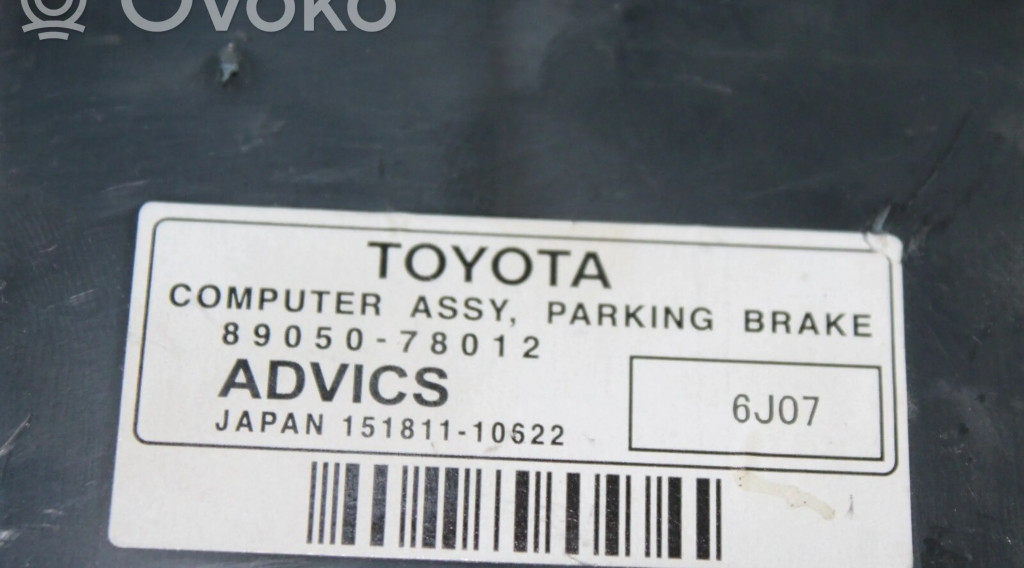 Ovoko
TOYOTA
COMPUTER ASSY, PARKING BRAKE
89050-78012
ADVICS
6J07
JAPAN 151811-10622